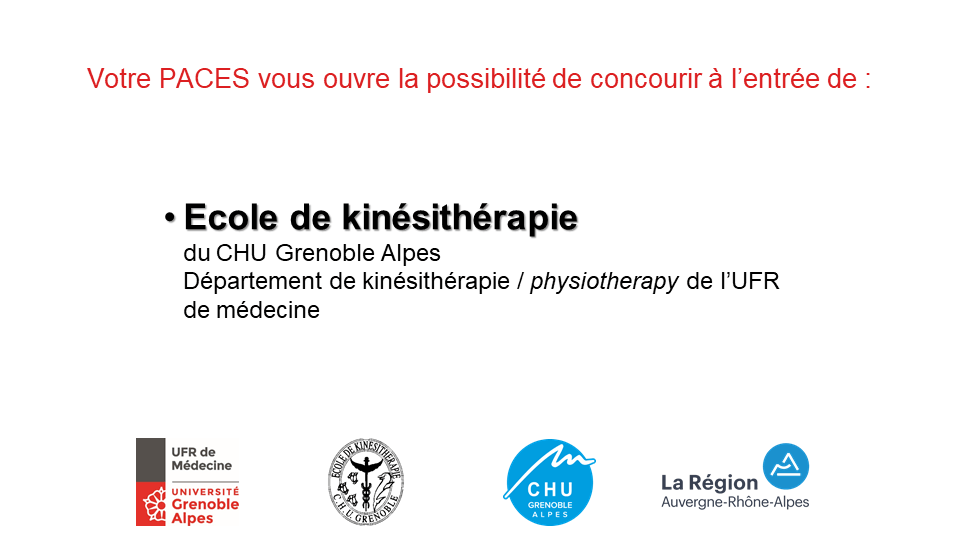 Votre PACES vous ouvre la possibilité de concourir à l’entrée de :
• Ecole de kinésithérapie
du CHU Grenoble Alpes
Département de kinésithérapie / physiotherapy de l’UFR
de médecine
UFR de
Médecine
UNIVERSITÉ
Grenoble
Alpes
ECOLE DE KINESITHERAPIE
C.H.U. GRENOBLE
CHU
GRENOBLE
ALPES
La Région
Auvergne-Rhône-Alpes